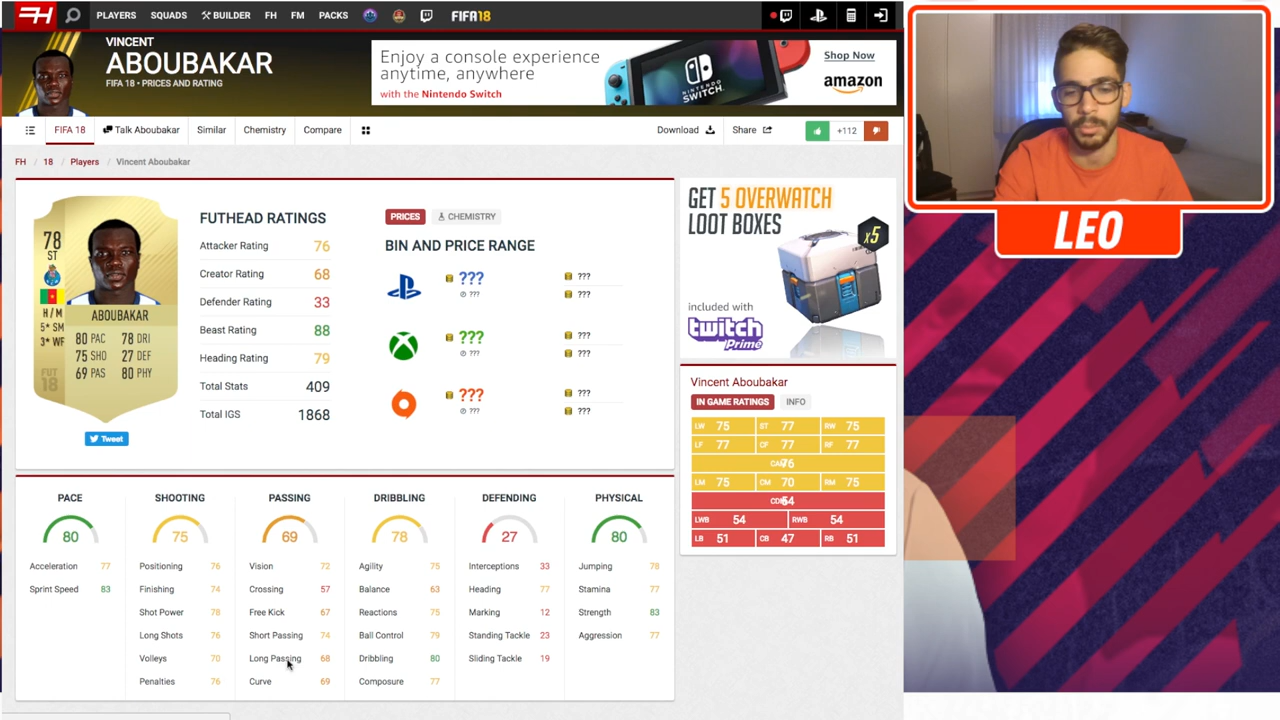 FH PLAYERS SQUADS BUILDER FH FM PACKS FIFA18
VINCENT
ABOUBAKAR
FIFA 18 • PRICES AND RATING
Enjoy a console experience
anytime, anywhere
with the Nintendo Switch
NINTENDO
SWITCH
Shop Now
amazon
FIFA 18 Talk Aboubakar Similar Chemistry Compare Download Share +112
FH / 18 / Players / Vincent Aboubakar
78
ST
H / M
5* SM
3* WF
ABOUBAKAR
80 PAC 78 DRI
75 SHO 27 DEF
69 PAS 80 PHY
FUT
18
Tweet
FUTHEAD RATINGS
Attacker Rating 76
Creator Rating 68
Defender Rating 33
Beast Rating 88
Heading Rating 79
Total Stats 409
Total IGS 1868
PRICES CHEMISTRY
BIN AND PRICE RANGE
??? ???
??? ???
??? ???
??? ???
??? ???
??? ???
GET 5 OVERWATCH
LOOT BOXES
x5
included with
twitch
prime
Vincent Aboubakar
IN GAME RATINGS INFO
LW 75 ST 77 RW 75
LF 77 CF 77 RF 77
CAM 76
LM 75 CM 70 RM 75
CDM 54
LWB 54 RWB 54
LB 51 CB 47 RB 51
PACE
80
Acceleration 77
Sprint Speed 83
SHOOTING
75
Positioning 76
Finishing 74
Shot Power 78
Long Shots 76
Volleys 70
Penalties 76
PASSING
69
Vision 72
Crossing 57
Free Kick 67
Short Passing 74
Long Passing 68
Curve 69
DRIBBLING
78
Agility 75
Balance 63
Reactions 75
Ball Control 79
Dribbling 80
Composure 77
DEFENDING
27
Interceptions 33
Heading 77
Marking 12
Standing Tackle 23
Sliding Tackle 19
PHYSICAL
80
Jumping 78
Stamina 77
Strength 83
Aggression 77
LEO